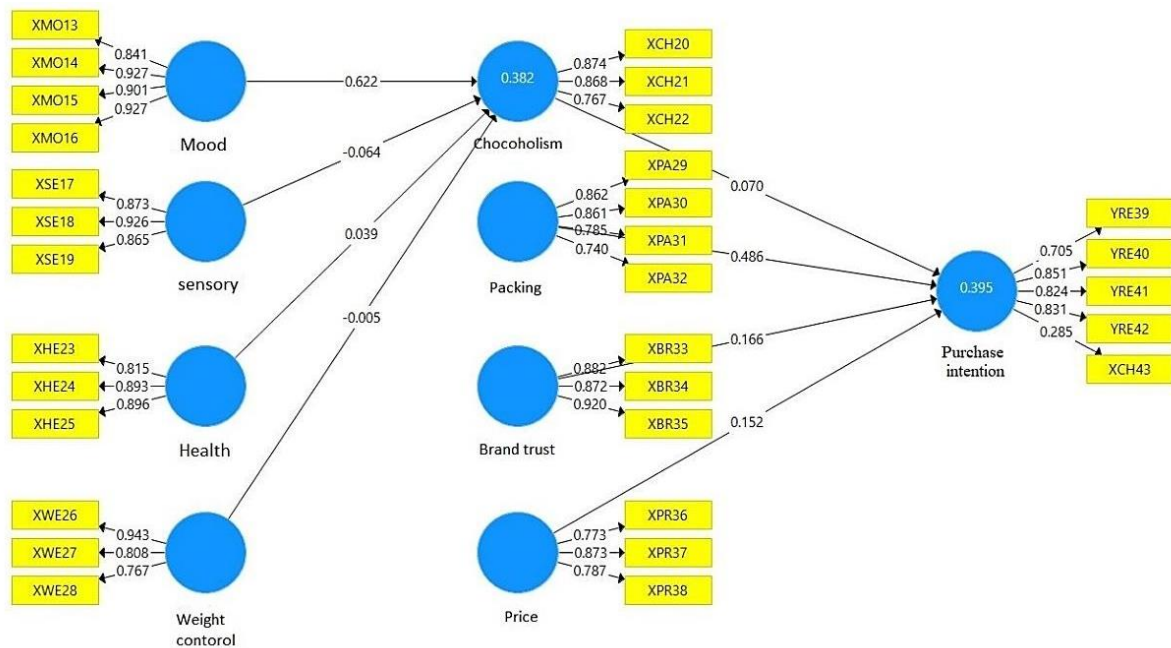 XMO13
XMO14
XMO15
XMO16
0.841
0.927
0.901
0.927
Mood
XSE17
XSE18
XSE19
0.873
0.926
0.865
sensory
XHE23
XHE24
XHE25
0.815
0.893
0.896
Health
XWE26
XWE27
XWE28
0.943
0.808
0.767
Weight
contorol
0.622
-0.064
0.039
-0.005
0.382
Chocoholism
0.874
0.868
0.767
XCH20
XCH21
XCH22
Packing
0.862
0.861
0.785
0.740
XPA29
XPA30
XPA31
XPA32
Brand trust
0.882
0.872
0.920
XBR33
XBR34
XBR35
Price
0.773
0.873
0.787
XPR36
XPR37
XPR38
0.070
0.486
0.166
0.152
0.395
Purchase
intention
0.705
0.851
0.824
0.831
0.285
YRE39
YRE40
YRE41
YRE42
XCH43